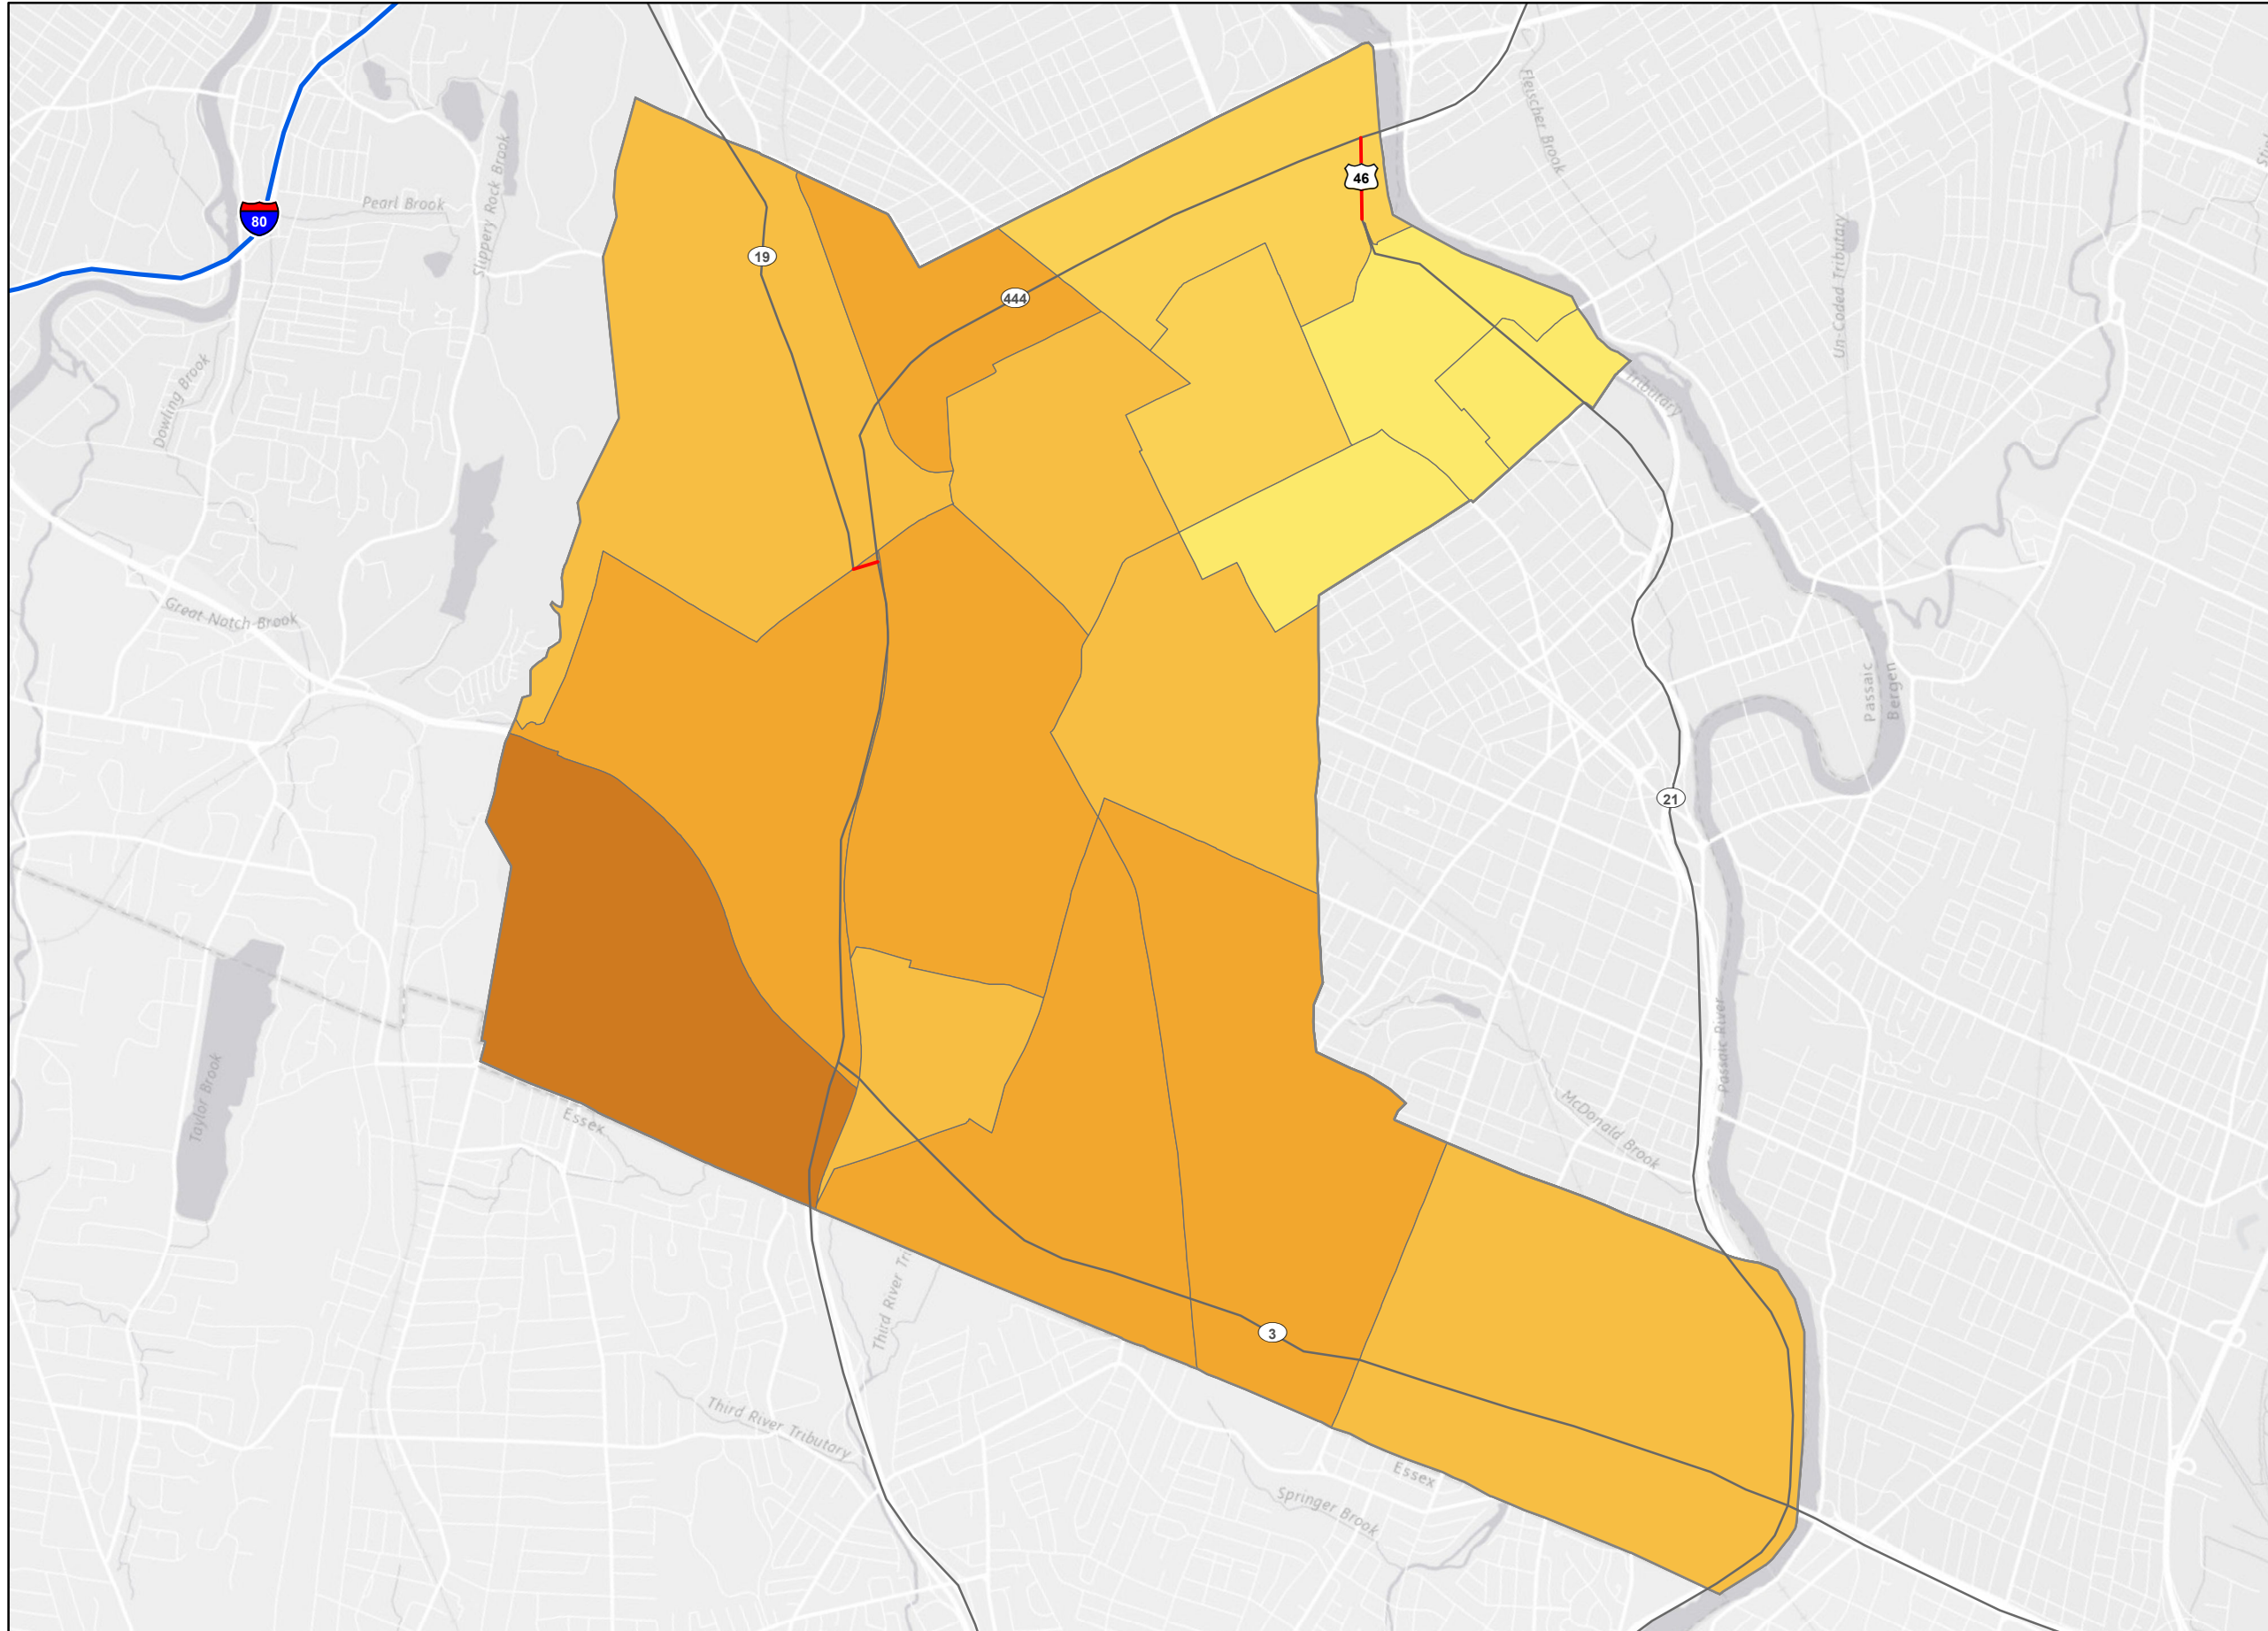 Fleischer Brook
46
Pearl Brook
Slippery Rock Brook
80
Un-Coded Tributary
19
444
Dowling Brook
Tributary
Great Notch Brook
Passaic
Bergen
21
Passaic River
Taylor Brook
Essex
McDonald Brook
Third River Tri
3
Third River Tributary
Essex
Springer Brook